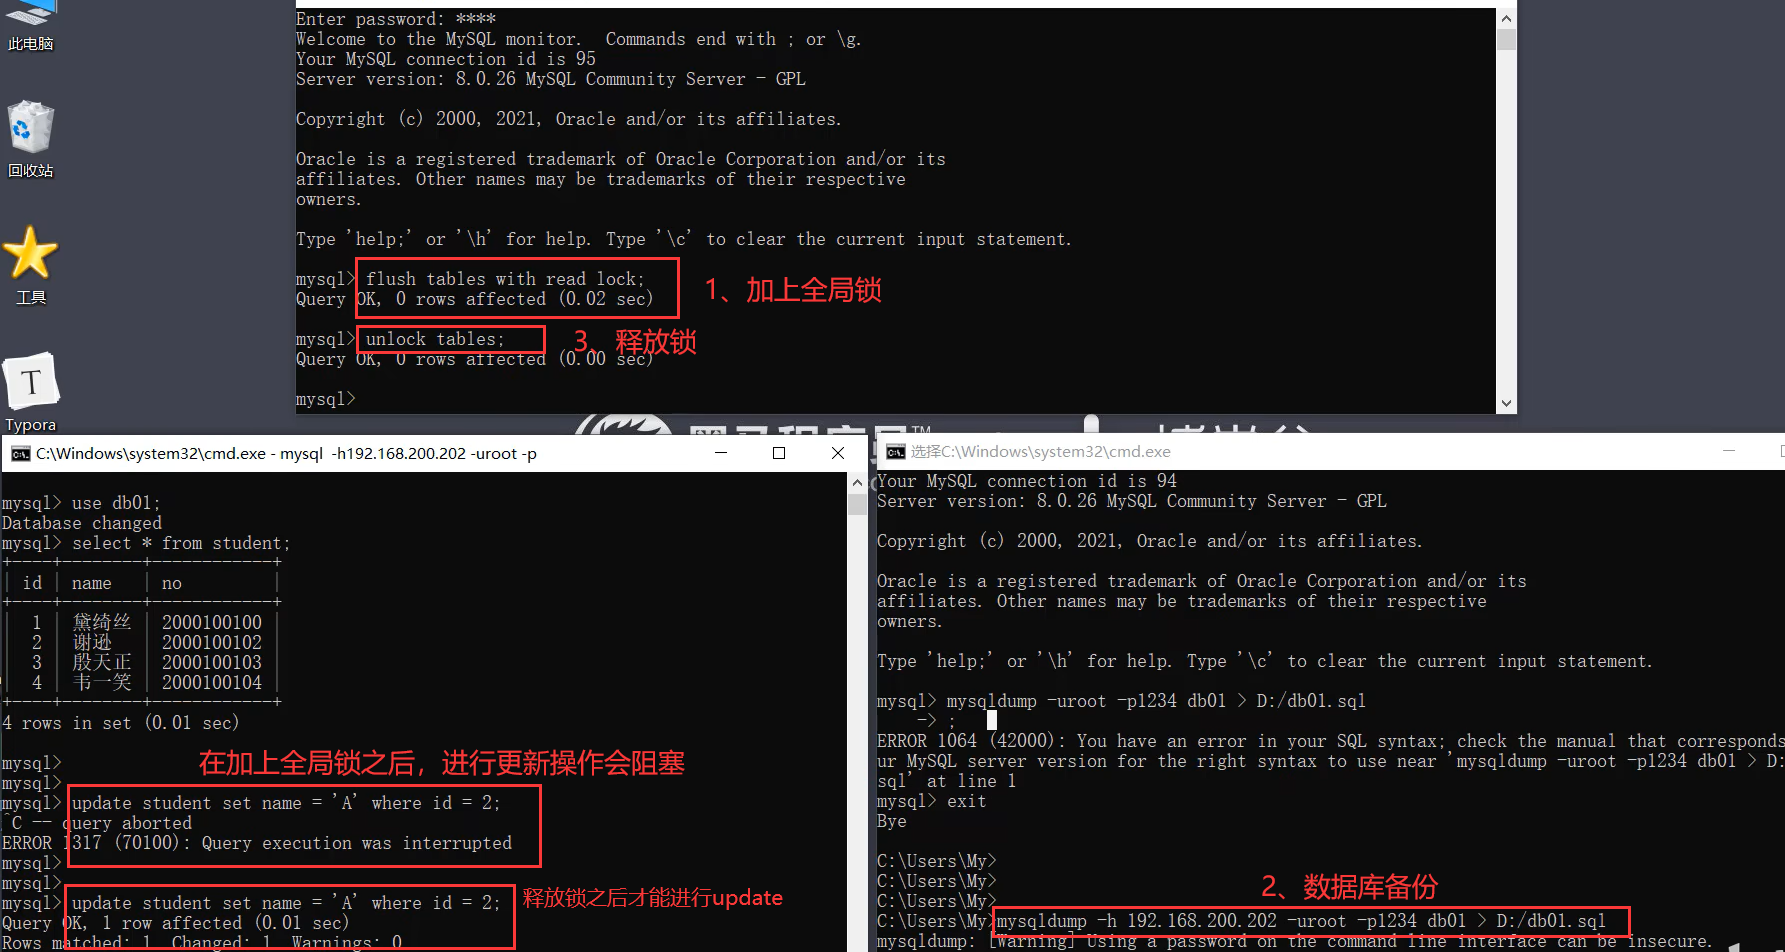 此电脑
回收站
工具
T
Typora
Enter password: ****
Welcome to the MySQL monitor.  Commands end with ; or \g.
Your MySQL connection id is 95
Server version: 8.0.26 MySQL Community Server - GPL
Copyright (c) 2000, 2021, Oracle and/or its affiliates.
Oracle is a registered trademark of Oracle Corporation and/or its
affiliates. Other names may be trademarks of their respective
owners.
Type 'help;' or '\h' for help. Type '\c' to clear the current input statement.
mysql> flush tables with read lock;
Query OK, 0 rows affected (0.02 sec)
1、加上全局锁
mysql> unlock tables;
3、释放锁
Query OK, 0 rows affected (0.00 sec)
mysql>
C:\Windows\system32\cmd.exe - mysql  -h192.168.200.202 -uroot -p
mysql> use db01;
Database changed
mysql> select * from student;
+----+--------+------------+
| id | name   | no         |
+----+--------+------------+
|  1 | 黛绮丝 | 2000100100 |
|  2 | 谢逊   | 2000100102 |
|  3 | 殷天正 | 2000100103 |
|  4 | 韦一笑 | 2000100104 |
+----+--------+------------+
4 rows in set (0.01 sec)
mysql>
在加上全局锁之后，进行更新操作会阻塞
mysql>
mysql> update student set name = 'A' where id = 2;
^C -- query aborted
ERROR 1317 (70100): Query execution was interrupted
mysql>
mysql>
mysql> update student set name = 'A' where id = 2;
释放锁之后才能进行update
Query OK, 1 row affected (0.01 sec)
Rows matched: 1  Changed: 1  Warnings: 0
选择C:\Windows\system32\cmd.exe
Your MySQL connection id is 94
Server version: 8.0.26 MySQL Community Server - GPL
Copyright (c) 2000, 2021, Oracle and/or its affiliates.
Oracle is a registered trademark of Oracle Corporation and/or its
affiliates. Other names may be trademarks of their respective
owners.
Type 'help;' or '\h' for help. Type '\c' to clear the current input statement.
mysql> mysqldump -uroot -p1234 db01 > D:/db01.sql
    -> ;
ERROR 1064 (42000): You have an error in your SQL syntax; check the manual that corresponds
ur MySQL server version for the right syntax to use near 'mysqldump -uroot -p1234 db01 > D:
sql' at line 1
mysql> exit
Bye
C:\Users\My>
C:\Users\My>
C:\Users\My>
2、数据库备份
C:\Users\My>mysqldump -h 192.168.200.202 -uroot -p1234 db01 > D:/db01.sql
mysqldump: [Warning] Using a password on the command line interface can be insecure.